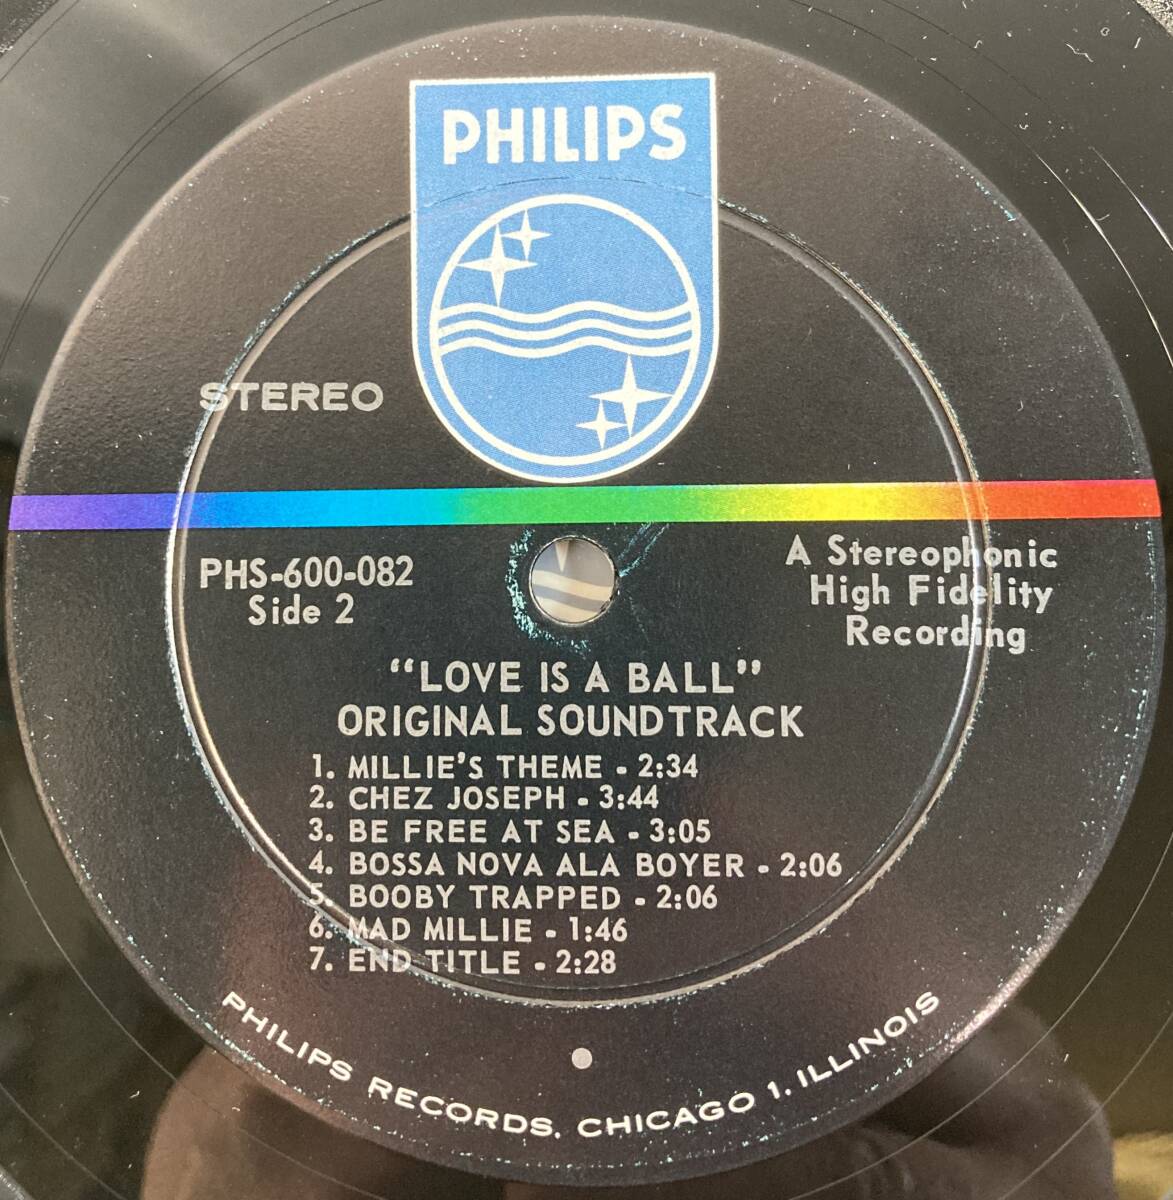 PHILIPS
STEREO
PHS-600-082
Side 2
A Stereophonic
High Fidelity
Recording
“LOVE IS A BALL”
ORIGINAL SOUNDTRACK
1. MILLIE'S THEME - 2:34
2. CHEZ JOSEPH - 3:44
3. BE FREE AT SEA - 3:05
4. BOSSA NOVA ALA BOYER - 2:06
5. BOOBY TRAPPED - 2:06
6. MAD MILLIE - 1:46
7. END TITLE - 2:28
PHILIPS RECORDS, CHICAGO 1, ILLINOIS